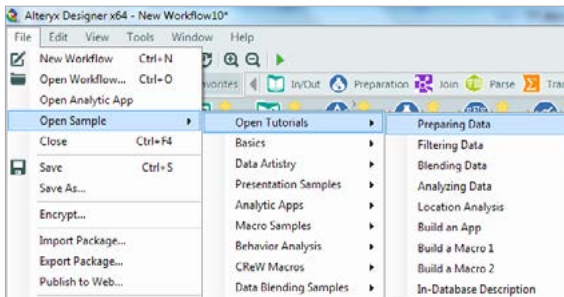 Alteryx Designer x64 - New Workflow10*
File Edit View Tools Window Help
New Workflow Ctrl+N
Open Workflow... Ctrl+O
Open Analytic App
Open Sample
Close Ctrl+F4
Save Ctrl+S
Save As...
Encrypt...
Import Package...
Export Package...
Publish to Web...
In/Out Preparation Join Parse
Open Tutorials
Basics
Data Artistry
Presentation Samples
Analytic Apps
Macro Samples
Behavior Analysis
CReW Macros
Data Blending Samples
Preparing Data
Filtering Data
Blending Data
Analyzing Data
Location Analysis
Build an App
Build a Macro 1
Build a Macro 2
In-Database Description